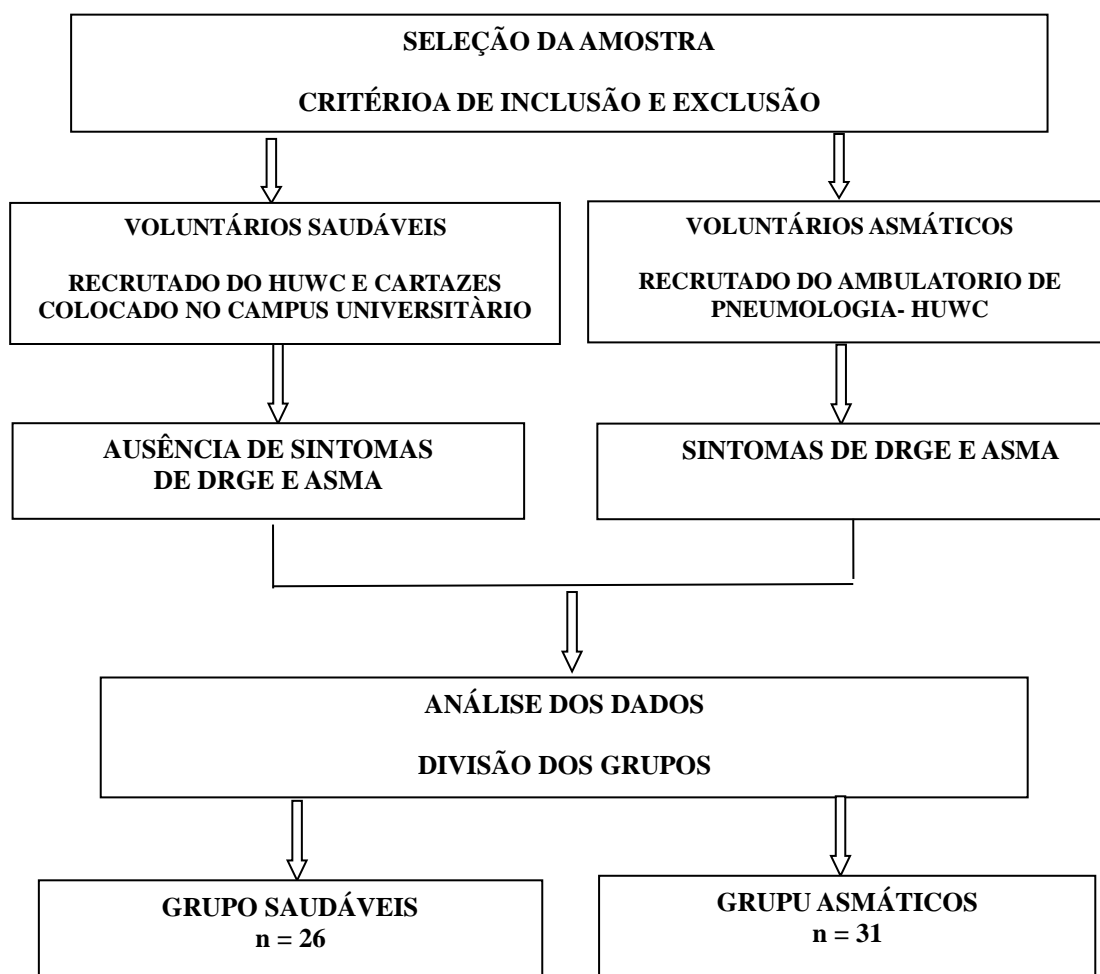 SELEÇÃO DA AMOSTRA
CRITÉRIOA DE INCLUSÃO E EXCLUSÃO
VOLUNTÁRIOS SAUDÁVEIS
RECRUTADO DO HUWC E CARTAZES
COLOCADO NO CAMPUS UNIVERSITÀRIO
VOLUNTÁRIOS ASMÁTICOS
RECRUTADO DO AMBULATORIO DE
PNEUMOLOGIA- HUWC
AUSÊNCIA DE SINTOMAS
DE DRGE E ASMA
SINTOMAS DE DRGE E ASMA
ANÁLISE DOS DADOS
DIVISÃO DOS GRUPOS
GRUPO SAUDÁVEIS
n = 26
GRUPU ASMÁTICOS
n = 31